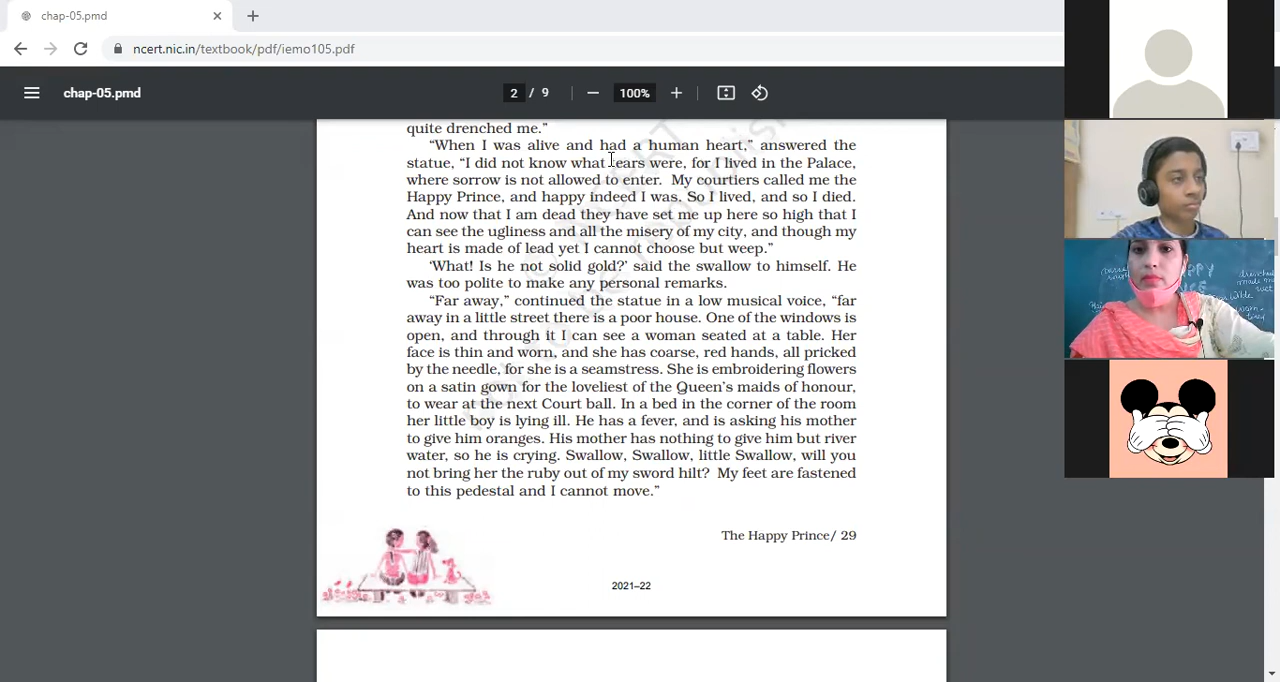 chap-05.pmd
ncert.nic.in/textbook/pdf/iemo105.pdf
chap-05.pmd
2 / 9
100%
quite drenched me."
"When I was alive and had a human heart," answered the
statue, "I did not know what tears were, for I lived in the Palace,
where sorrow is not allowed to enter. My courtiers called me the
Happy Prince, and happy indeed I was. So I lived, and so I died.
And now that I am dead they have set me up here so high that I
can see the ugliness and all the misery of my city, and though my
heart is made of lead yet I cannot choose but weep."
'What! Is he not solid gold?' said the swallow to himself. He
was too polite to make any personal remarks.
"Far away," continued the statue in a low musical voice, "far
away in a little street there is a poor house. One of the windows is
open, and through it I can see a woman seated at a table. Her
face is thin and worn, and she has coarse, red hands, all pricked
by the needle, for she is a seamstress. She is embroidering flowers
on a satin gown for the loveliest of the Queen's maids of honour,
to wear at the next Court ball. In a bed in the corner of the room
her little boy is lying ill. He has a fever, and is asking his mother
to give him oranges. His mother has nothing to give him but river
water, so he is crying. Swallow, Swallow, little Swallow, will you
not bring her the ruby out of my sword hilt? My feet are fastened
to this pedestal and I cannot move."
The Happy Prince/ 29
2021–22